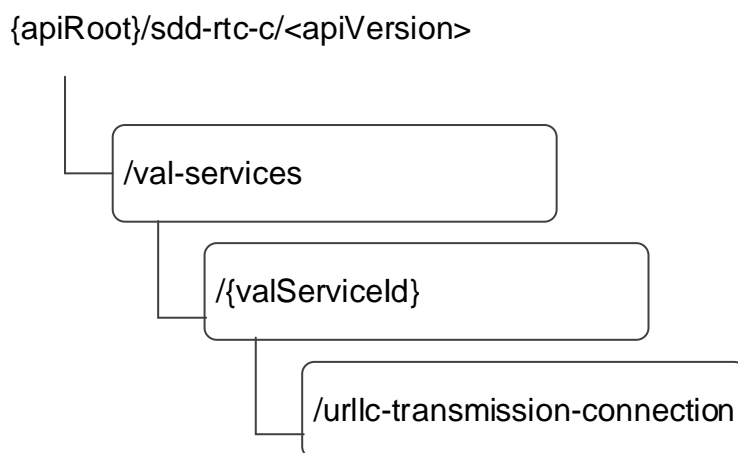 {apiRoot}/sdd-rtc-c/<apiVersion>
/val-services
/{valServiceId}
/urllc-transmission-connection